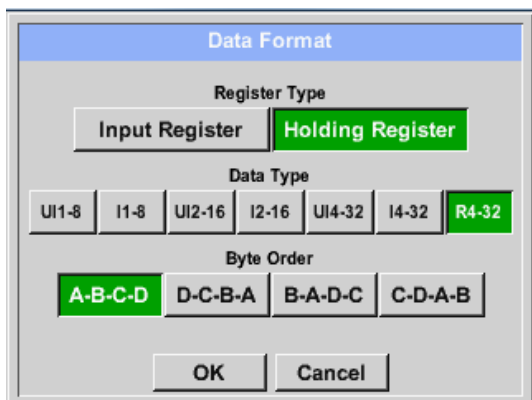 Data Format
Register Type
Input Register Holding Register
Data Type
UI1-8 I1-8 UI2-16 I2-16 UI4-32 I4-32 R4-32
Byte Order
A-B-C-D D-C-B-A B-A-D-C C-D-A-B
OK Cancel